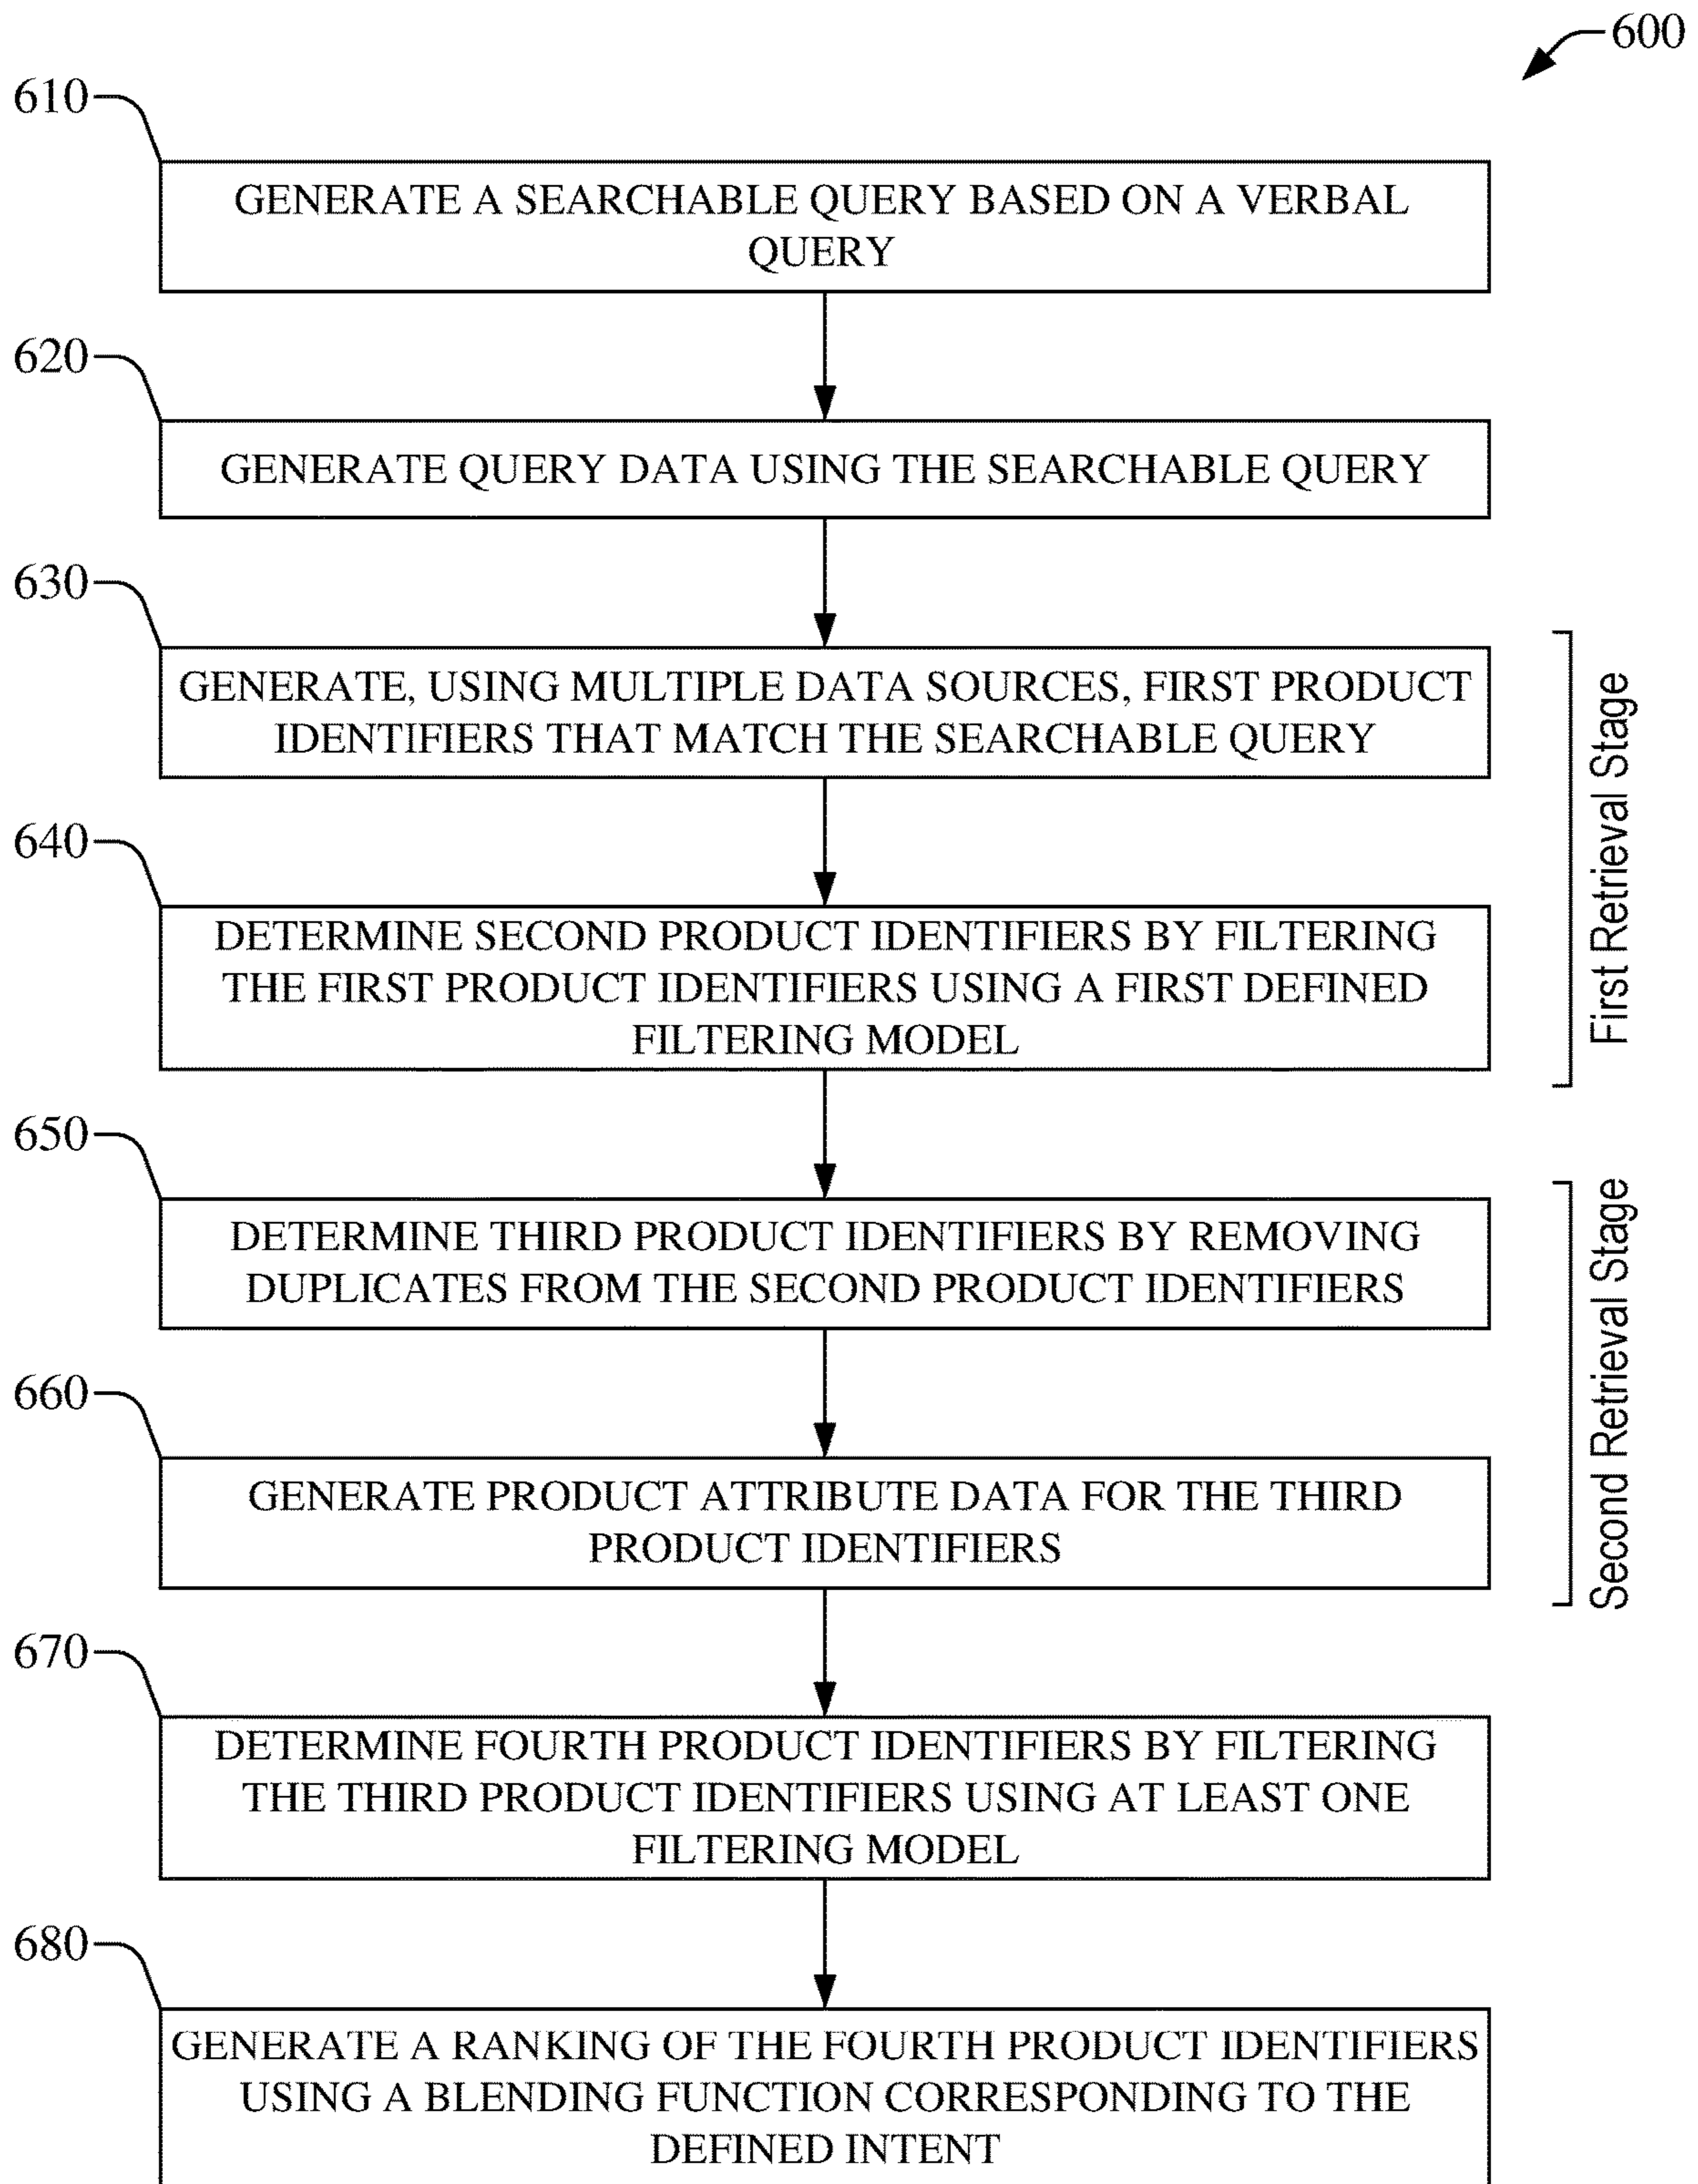 600
610
GENERATE A SEARCHABLE QUERY BASED ON A VERBAL
QUERY
620
GENERATE QUERY DATA USING THE SEARCHABLE QUERY
630
GENERATE, USING MULTIPLE DATA SOURCES, FIRST PRODUCT
IDENTIFIERS THAT MATCH THE SEARCHABLE QUERY
640
DETERMINE SECOND PRODUCT IDENTIFIERS BY FILTERING
THE FIRST PRODUCT IDENTIFIERS USING A FIRST DEFINED
FILTERING MODEL
First Retrieval Stage
650
DETERMINE THIRD PRODUCT IDENTIFIERS BY REMOVING
DUPLICATES FROM THE SECOND PRODUCT IDENTIFIERS
660
GENERATE PRODUCT ATTRIBUTE DATA FOR THE THIRD
PRODUCT IDENTIFIERS
Second Retrieval Stage
670
DETERMINE FOURTH PRODUCT IDENTIFIERS BY FILTERING
THE THIRD PRODUCT IDENTIFIERS USING AT LEAST ONE
FILTERING MODEL
680
GENERATE A RANKING OF THE FOURTH PRODUCT IDENTIFIERS
USING A BLENDING FUNCTION CORRESPONDING TO THE
DEFINED INTENT